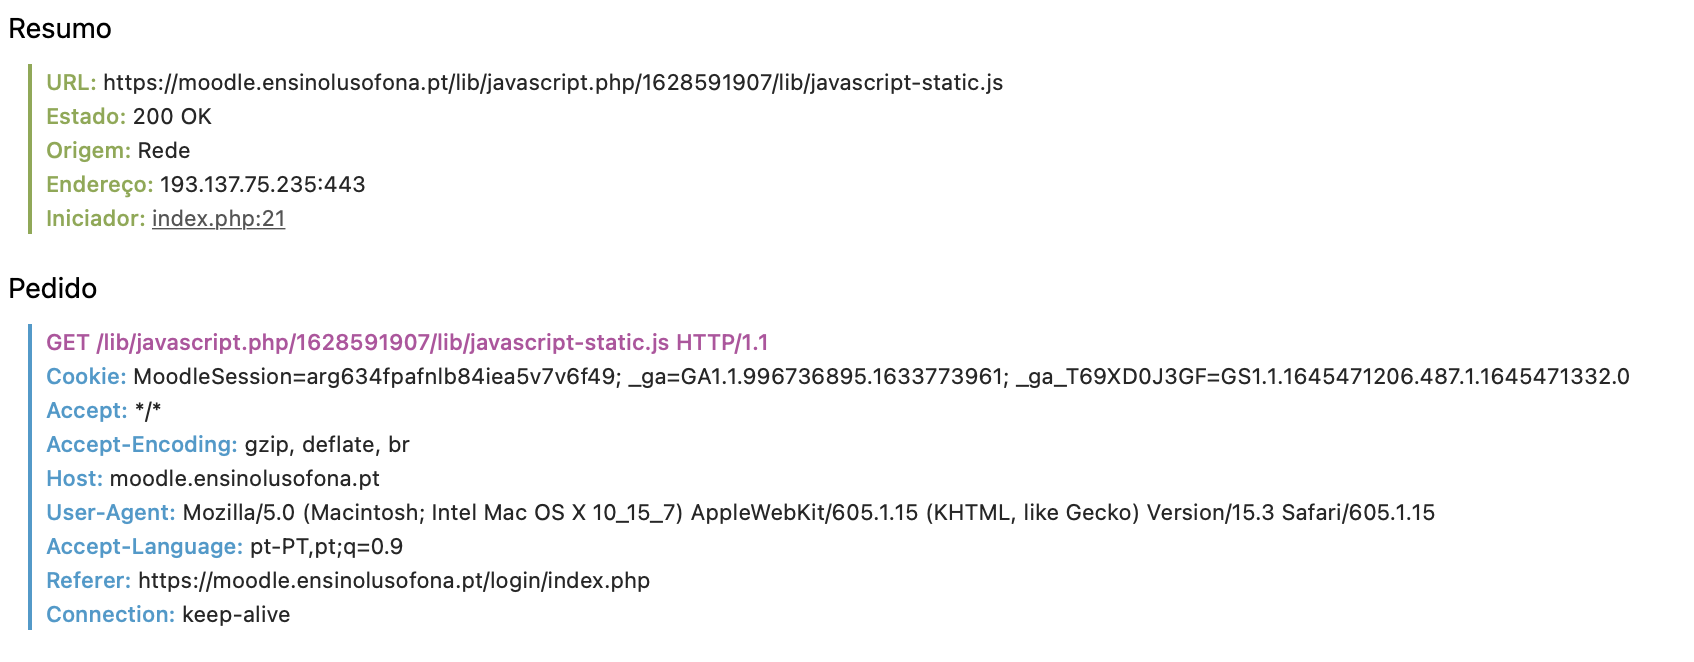 Resumo
URL: https://moodle.ensinolusofona.pt/lib/javascript.php/1628591907/lib/javascript-static.js
Estado: 200 OK
Origem: Rede
Endereço: 193.137.75.235:443
Iniciador: index.php:21
Pedido
GET /lib/javascript.php/1628591907/lib/javascript-static.js HTTP/1.1
Cookie: MoodleSession=arg634fpafnlb84iea5v7v6f49; _ga=GA1.1.996736895.1633773961; _ga_T69XD0J3GF=GS1.1.1645471206.487.1.1645471332.0
Accept: */*
Accept-Encoding: gzip, deflate, br
Host: moodle.ensinolusofona.pt
User-Agent: Mozilla/5.0 (Macintosh; Intel Mac OS X 10_15_7) AppleWebKit/605.1.15 (KHTML, like Gecko) Version/15.3 Safari/605.1.15
Accept-Language: pt-PT,pt;q=0.9
Referer: https://moodle.ensinolusofona.pt/login/index.php
Connection: keep-alive